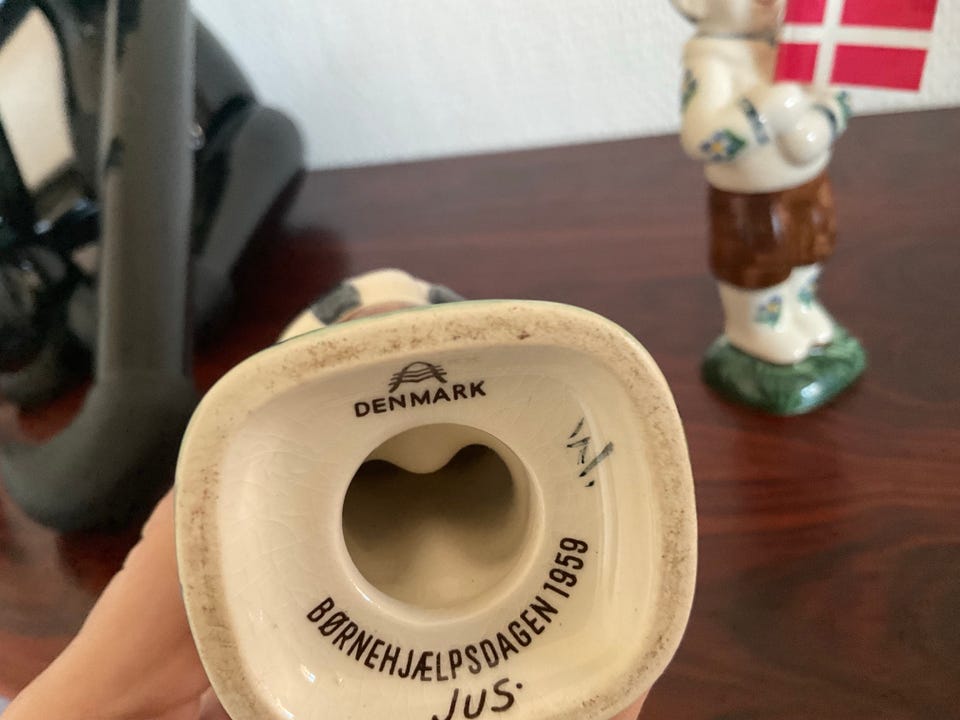 DENMARK
BØRNEHJÆLPSDAGEN 1959
JUS.